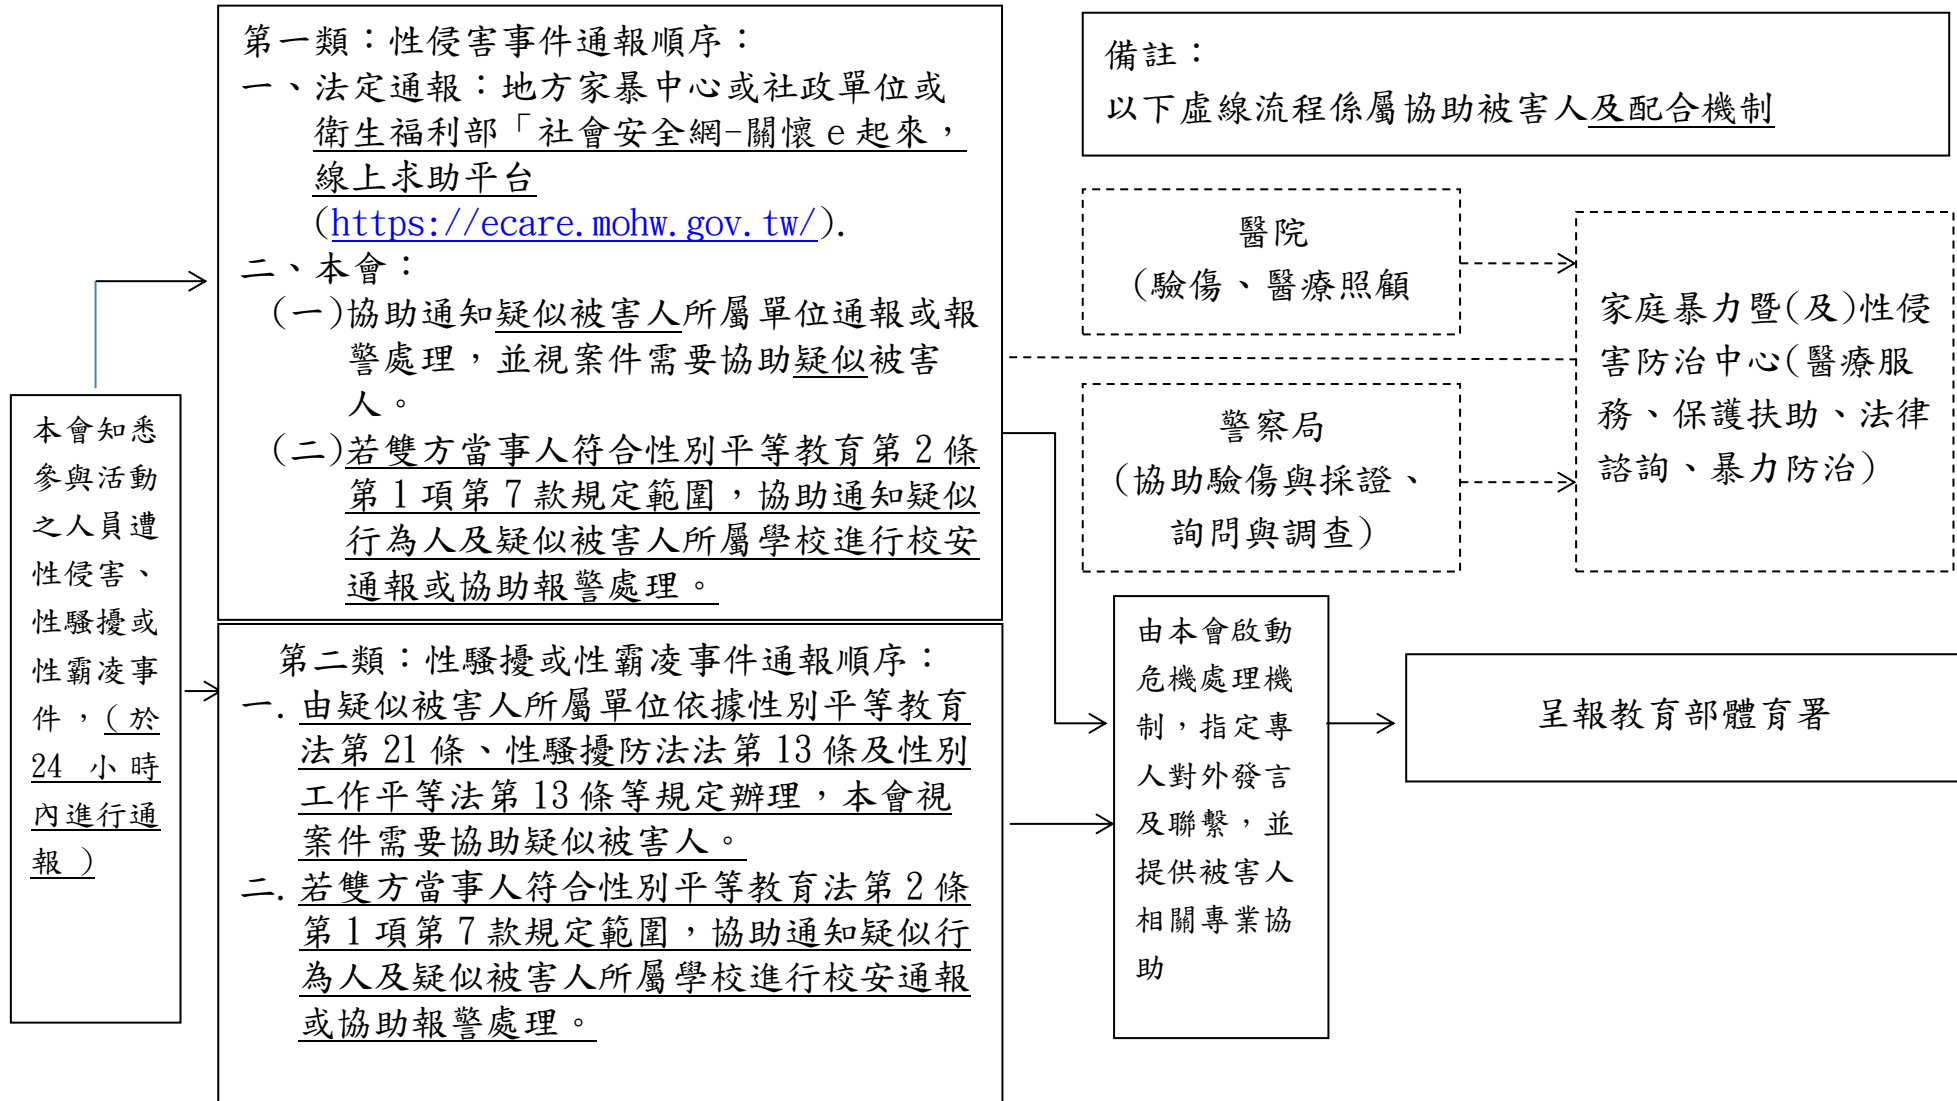 第一類：性侵害事件通報順序：
一、法定通報：地方家暴中心或社政單位或
衛生福利部「社會安全網-關懷 e 起來，
線上求助平台
(https://ecare.mohw.gov.tw/).
二、本會：
(一)協助通知疑似被害人所屬單位通報或報
警處理，並視案件需要協助疑似被害
人。
(二)若雙方當事人符合性別平等教育第 2 條
第 1 項第 7 款規定範圍，協助通知疑似
行為人及疑似被害人所屬學校進行校安
通報或協助報警處理。
備註：
以下虛線流程係屬協助被害人及配合機制
醫院
(驗傷、醫療照顧
家庭暴力暨(及)性侵
害防治中心(醫療服
務、保護扶助、法律
諮詢、暴力防治)
警察局
(協助驗傷與採證、
詢問與調查)
本會知悉
參與活動
之人員遭
性侵害、
性騷擾或
性霸凌事
件，(於
24 小時
內進行通
報 )
第二類：性騷擾或性霸凌事件通報順序：
一. 由疑似被害人所屬單位依據性別平等教育
法第 21 條、性騷擾防法法第 13 條及性別
工作平等法第 13 條等規定辦理，本會視
案件需要協助疑似被害人。
二. 若雙方當事人符合性別平等教育法第 2 條
第 1 項第 7 款規定範圍，協助通知疑似行
為人及疑似被害人所屬學校進行校安通報
或協助報警處理。
由本會啟動
危機處理機
制，指定專
人對外發言
及聯繫，並
提供被害人
相關專業協
助
呈報教育部體育署